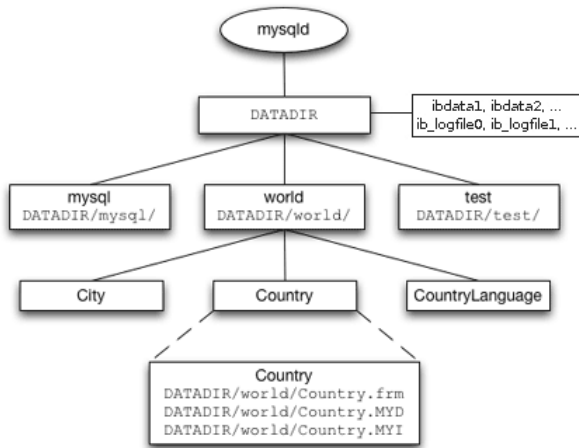 mysqld
DATADIR
ibdata1, ibdata2, ...
ib_logfile0, ib_logfile1, ...
mysql
DATADIR/mysql/
world
DATADIR/world/
test
DATADIR/test/
City
Country
CountryLanguage
Country
DATADIR/world/Country.frm
DATADIR/world/Country.MYD
DATADIR/world/Country.MYI